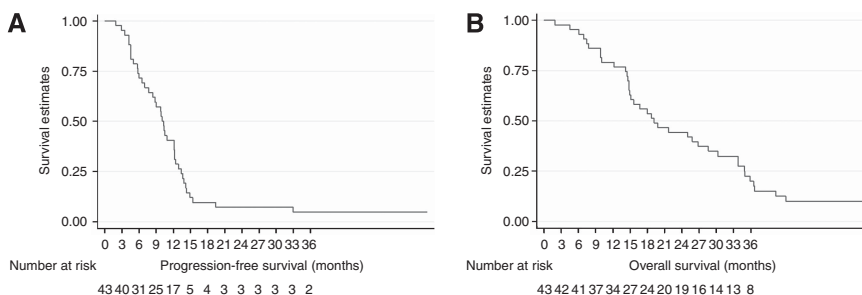 A
1.00
0.75
0.50
0.25
0.00
Survival estimates
0 3 6 9 12 15 18 21 24 27 30 33 36
Number at risk
Progression-free survival (months)
43 40 31 25 17 5 4 3 3 3 3 3 2
B
1.00
0.75
0.50
0.25
0.00
Survival estimates
0 3 6 9 12 15 18 21 24 27 30 33 36
Number at risk
Overall survival (months)
43 42 41 37 34 27 24 20 19 16 14 13 8